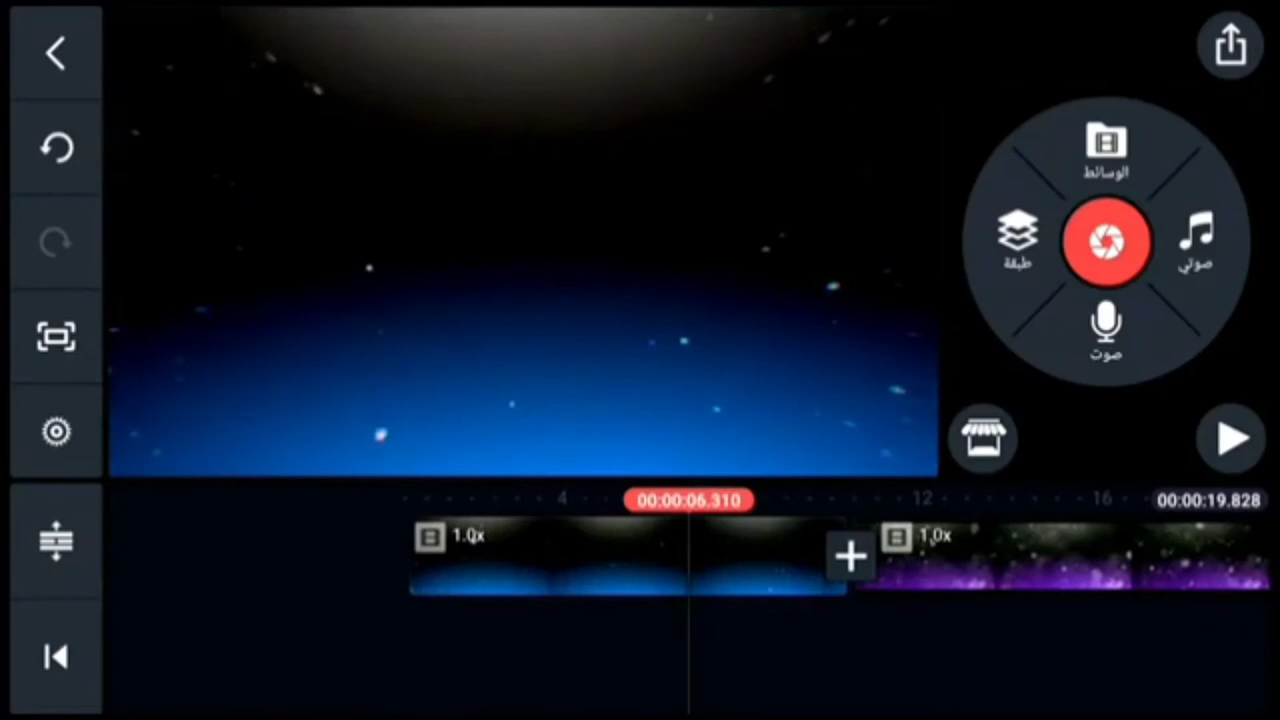 الوسائط
طبقة
صوتي
صوت
4
00:00:06.310
12
16
00:00:19.828
1.0x
1.0x